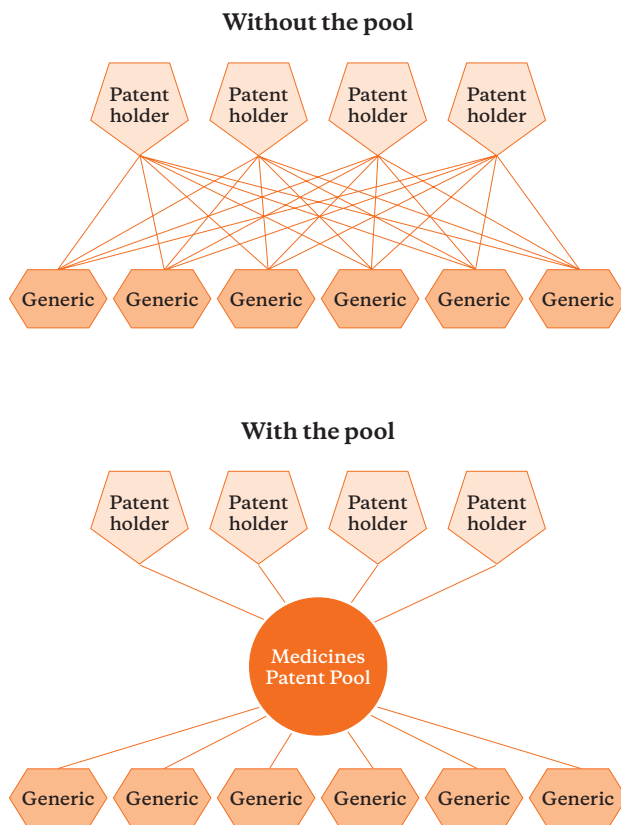 Without the pool
Patent
holder
Patent
holder
Patent
holder
Patent
holder
Generic
Generic
Generic
Generic
Generic
Generic
With the pool
Patent
holder
Patent
holder
Patent
holder
Patent
holder
Medicines
Patent Pool
Generic
Generic
Generic
Generic
Generic
Generic